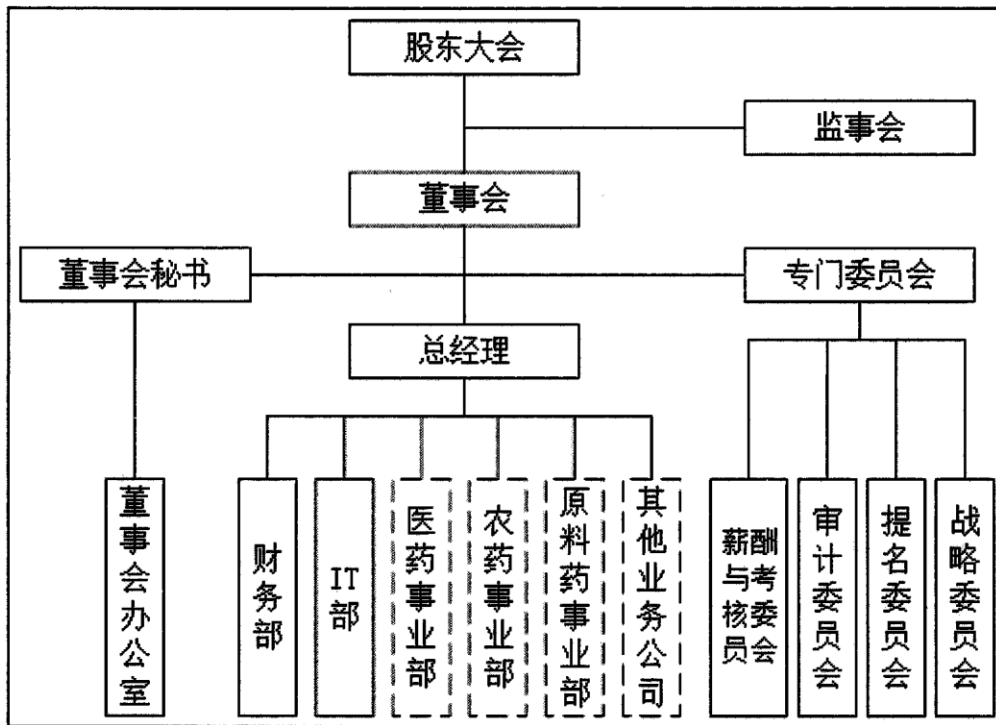 股东大会
监事会
董事会
董事会秘书
专门委员会
总经理
董事会办公室
财务部
IT部
医药事业部
农药事业部
原料药事业部
其他业务公司
薪酬
与考
核委
员会
审计委员会
提名委员会
战略委员会